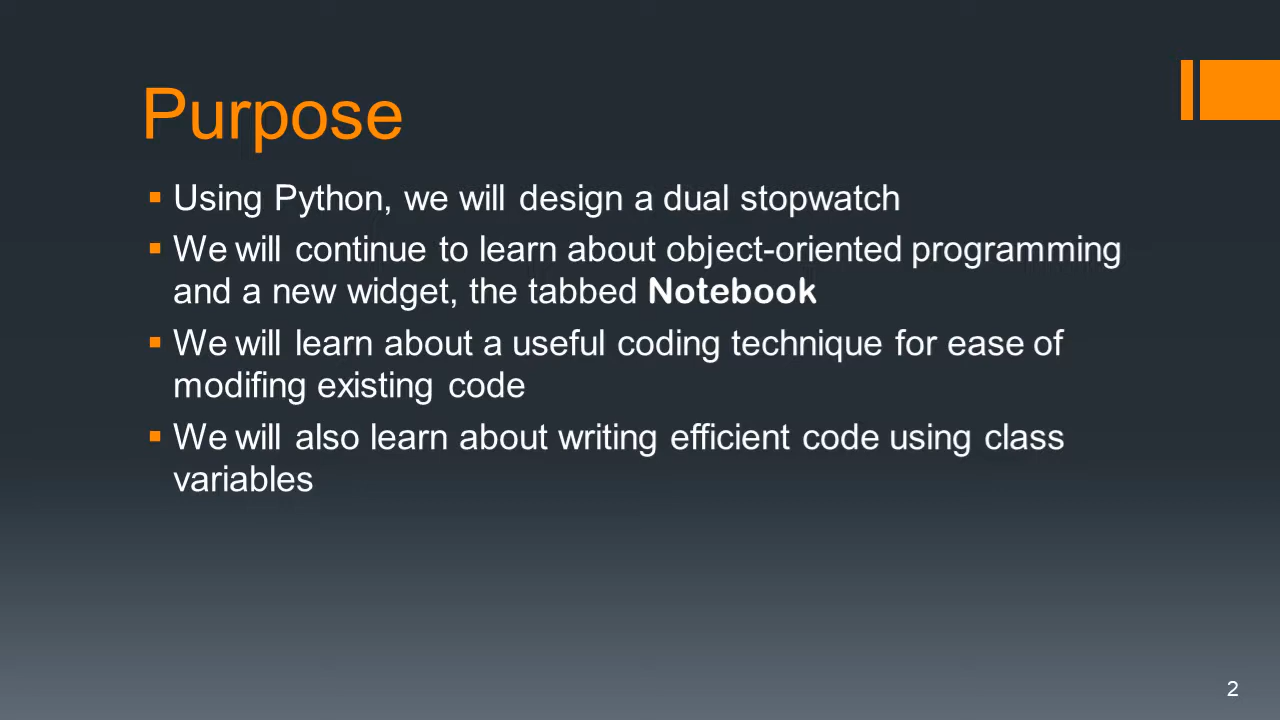 Purpose
Using Python, we will design a dual stopwatch
We will continue to learn about object-oriented programming
and a new widget, the tabbed Notebook
We will learn about a useful coding technique for ease of
modifing existing code
We will also learn about writing efficient code using class
variables
2